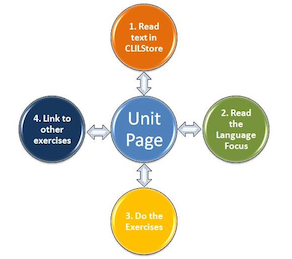 1. Read
text in
CLILStore
4. Link to
other
exercises
Unit
Page
2. Read
the
Language
Focus
3. Do the
Exercises